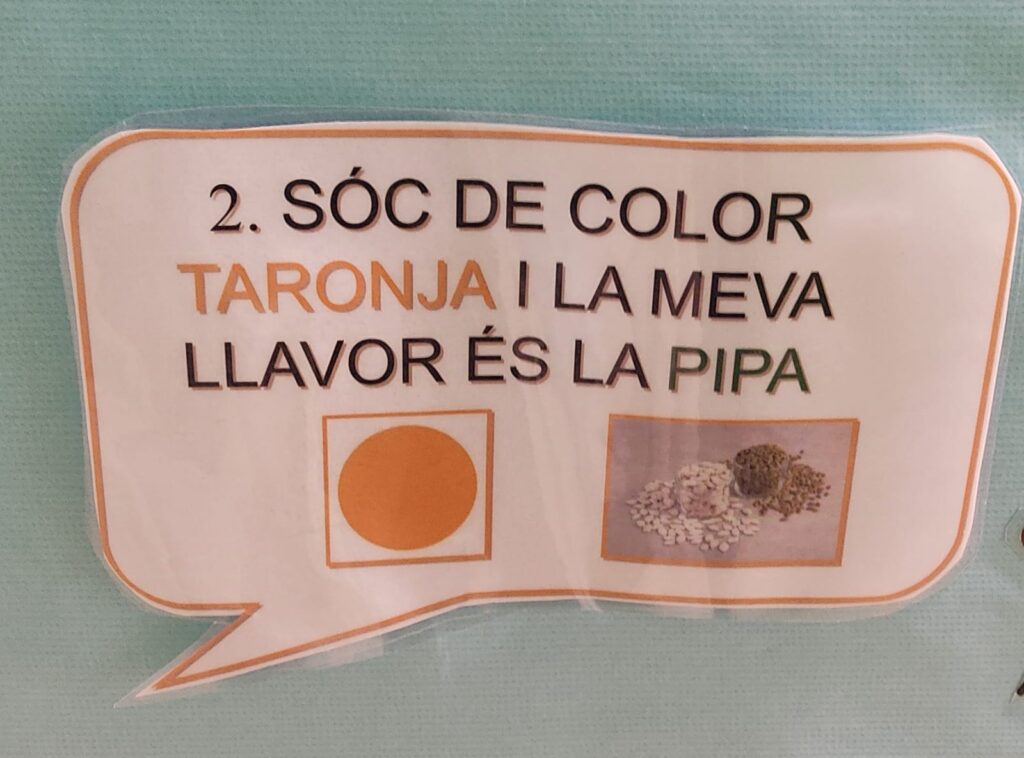 2. SÓC DE COLOR
TARONJA I LA MEVA
LLAVOR ÉS LA PIPA